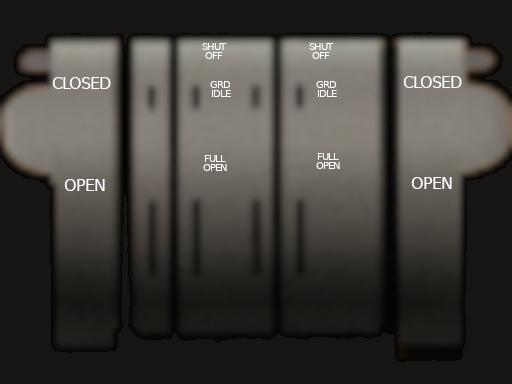 SHUT
OFF
SHUT
OFF
CLOSED
GRD
IDLE
GRD
IDLE
CLOSED
FULL
OPEN
FULL
OPEN
OPEN
OPEN